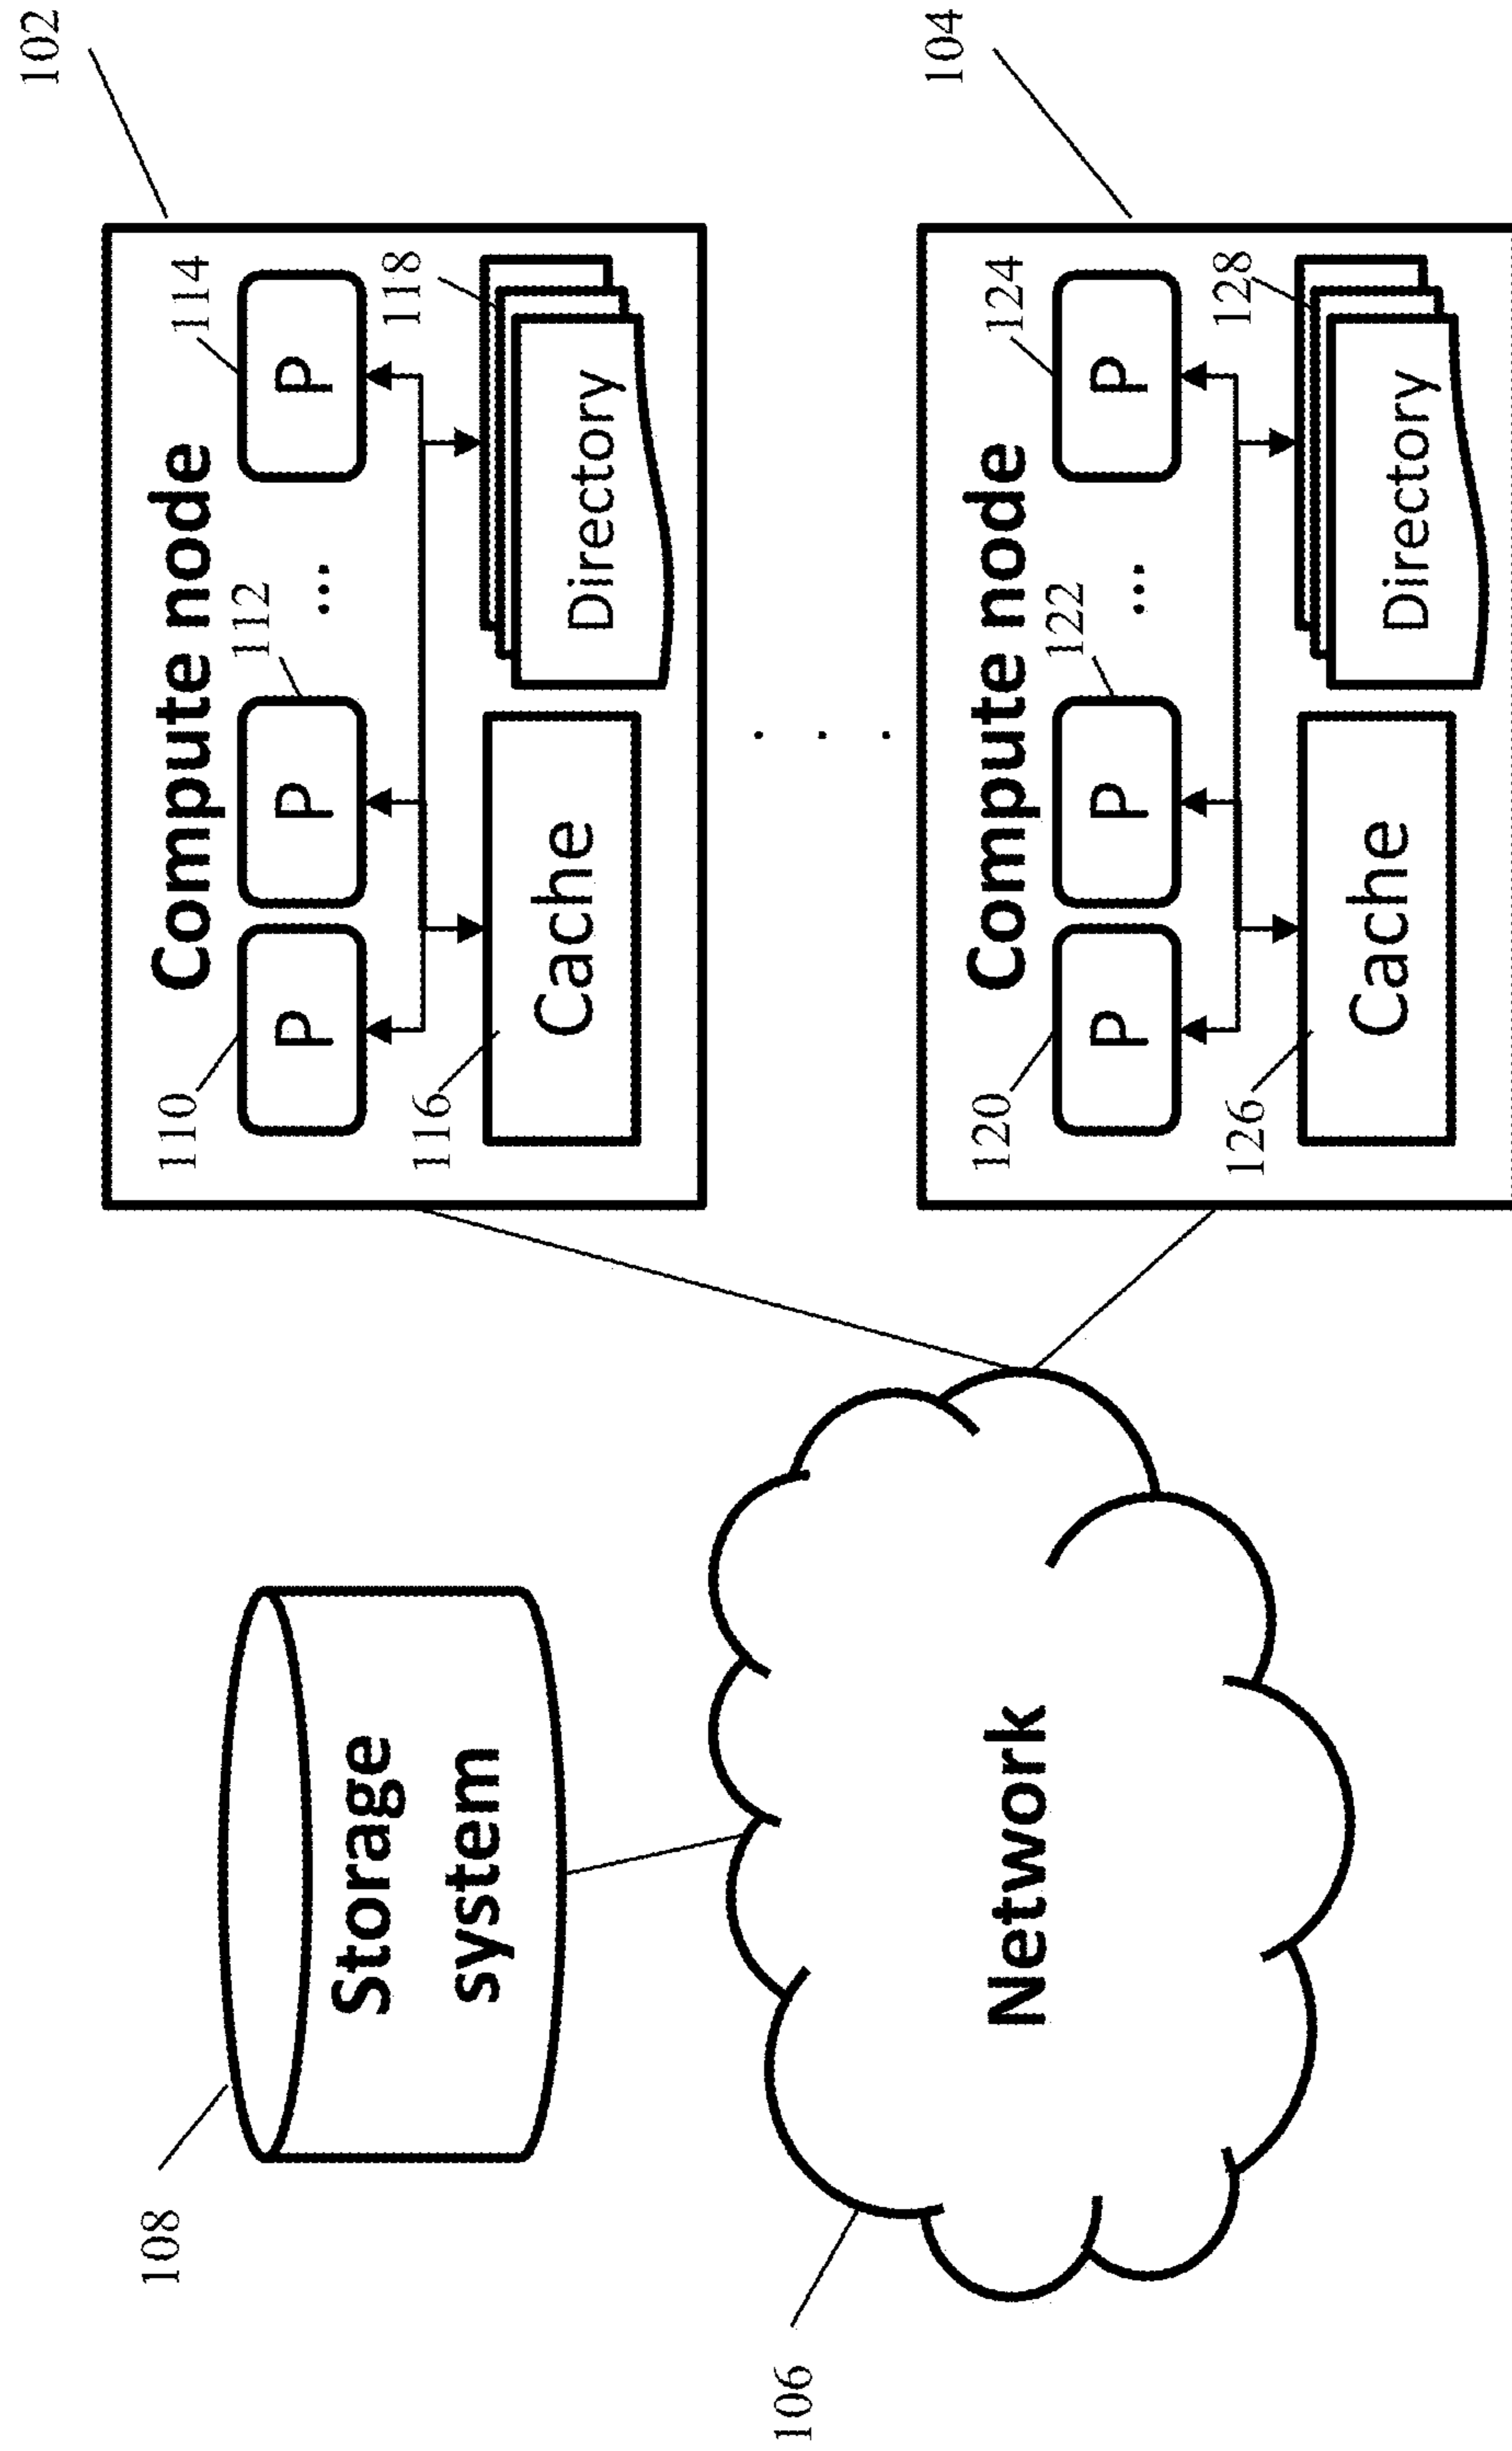 102
Compute node
110
112
114
P
P
...
P
116
118
Cache
Directory
. . .
104
Compute node
120
122
124
P
P
...
P
126
128
Cache
Directory
108
Storage
system
106
Network